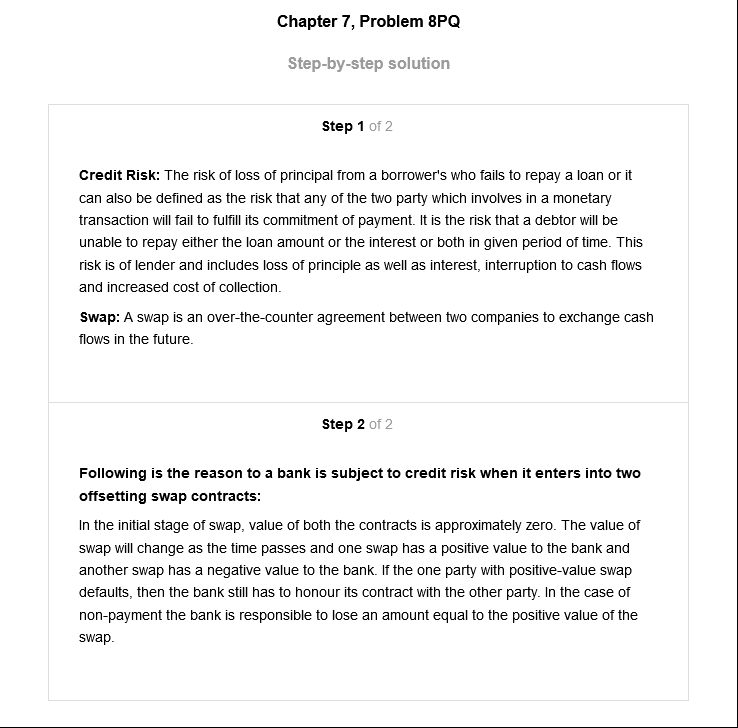 Chapter 7, Problem 8PQ
Step-by-step solution
Step 1 of 2
Credit Risk: The risk of loss of principal from a borrower's who fails to repay a loan or it
can also be defined as the risk that any of the two party which involves in a monetary
transaction will fail to fulfill its commitment of payment. It is the risk that a debtor will be
unable to repay either the loan amount or the interest or both in given period of time. This
risk is of lender and includes loss of principle as well as interest, interruption to cash flows
and increased cost of collection.
Swap: A swap is an over-the-counter agreement between two companies to exchange cash
flows in the future.
Step 2 of 2
Following is the reason to a bank is subject to credit risk when it enters into two
offsetting swap contracts:
In the initial stage of swap, value of both the contracts is approximately zero. The value of
swap will change as the time passes and one swap has a positive value to the bank and
another swap has a negative value to the bank. If the one party with positive-value swap
defaults, then the bank still has to honour its contract with the other party. In the case of
non-payment the bank is responsible to lose an amount equal to the positive value of the
swap.